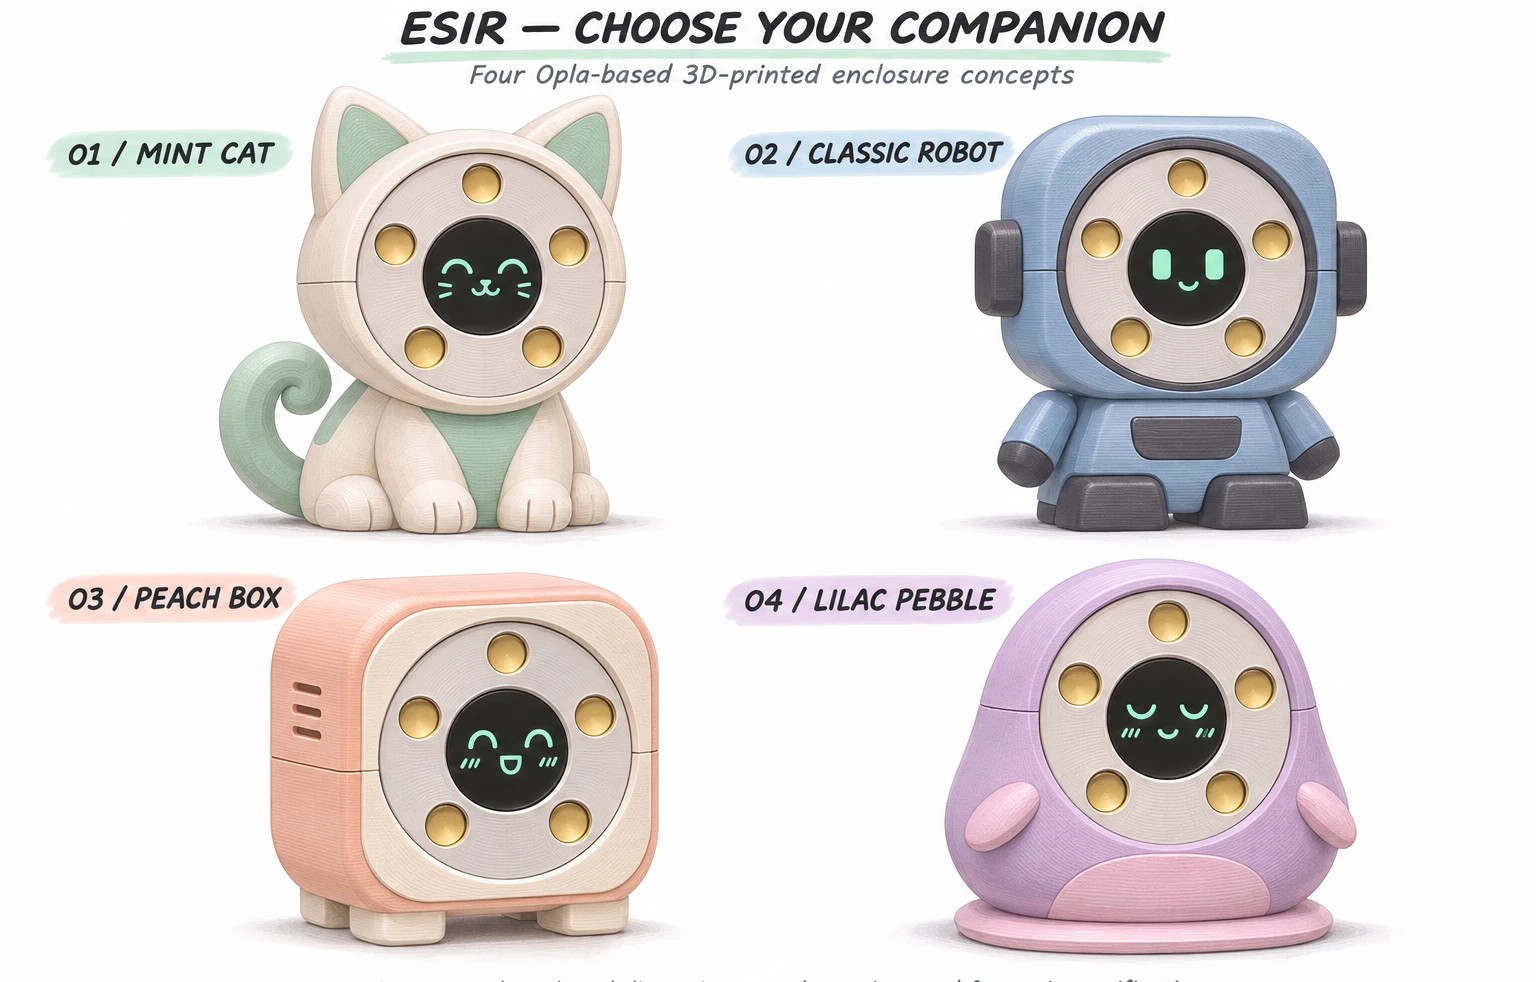 ESIR — CHOOSE YOUR COMPANION
Four Opla-based 3D-printed enclosure concepts
01 / MINT CAT
02 / CLASSIC ROBOT
03 / PEACH BOX
04 / LILAC PEBBLE